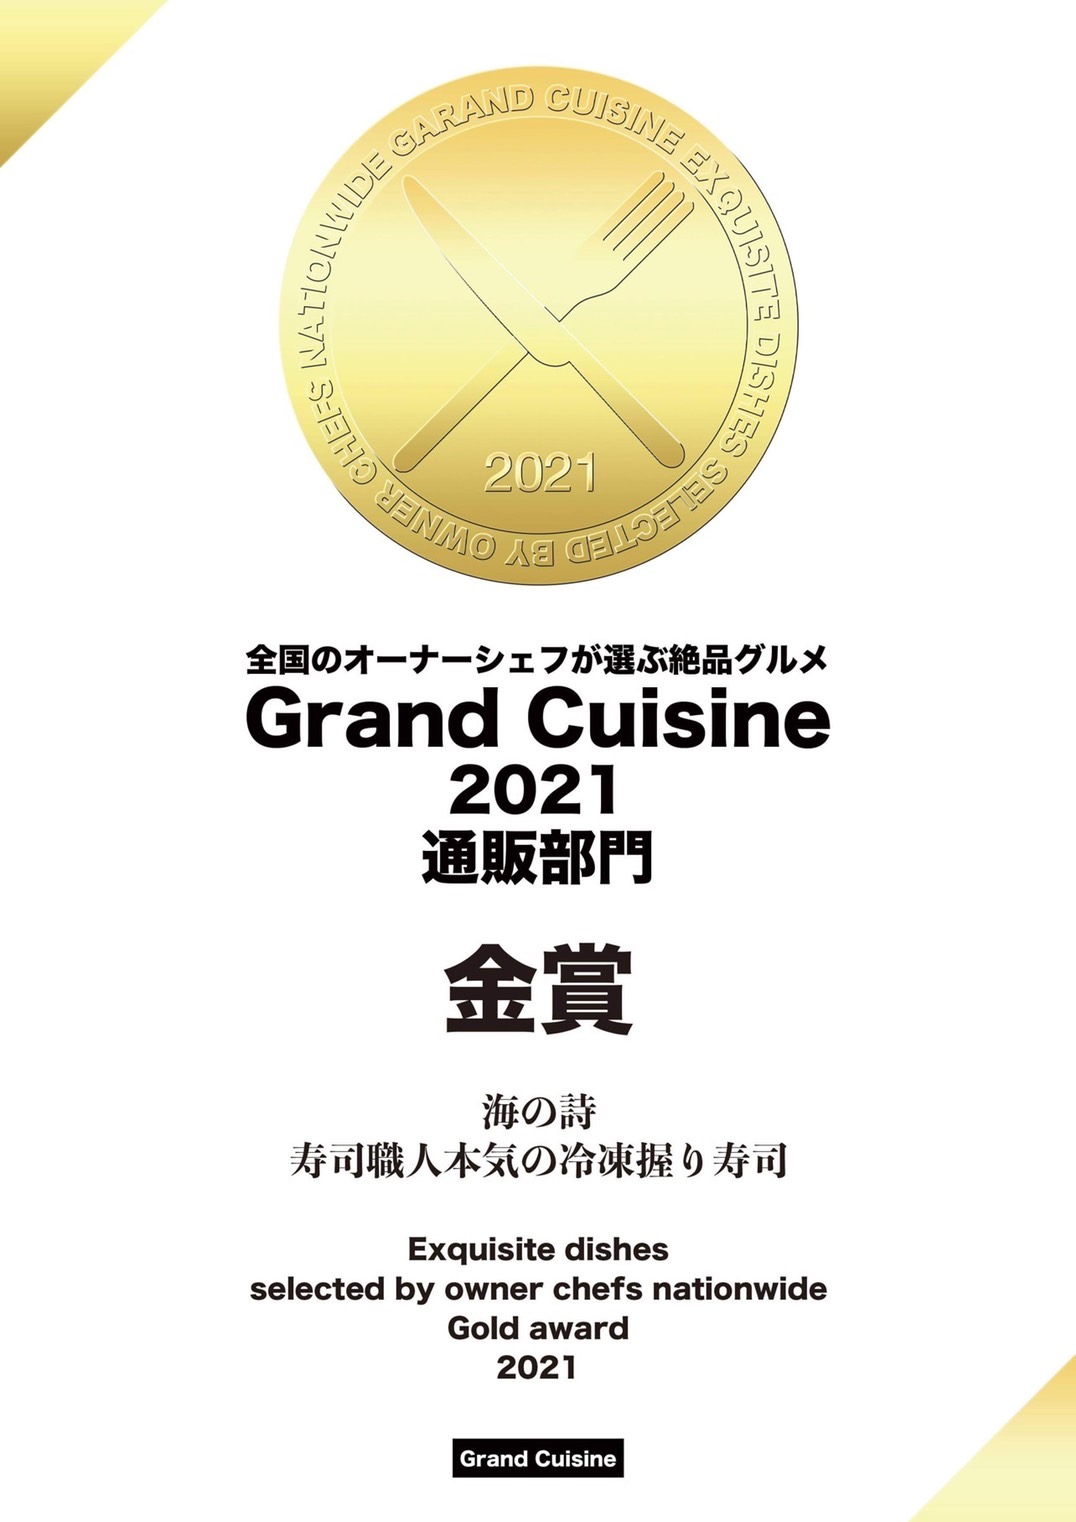 GARAND CUISINE EXQUISITE DISHES SELECTED BY OWNER CHEFS NATIONWIDE
2021
全国のオーナーシェフが選ぶ絶品グルメ
Grand Cuisine
2021
通販部門
金賞
海の詩
寿司職人本気の冷凍握り寿司
Exquisite dishes
selected by owner chefs nationwide
Gold award
2021
Grand Cuisine